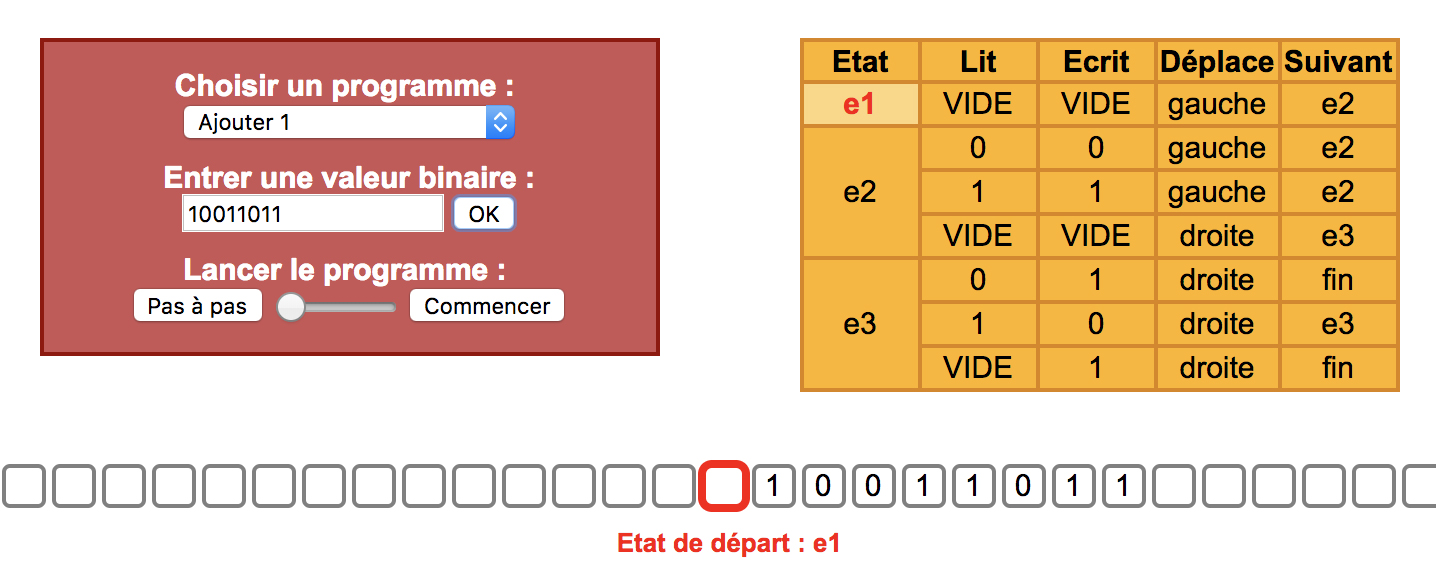 Choisir un programme :
Ajouter 1
Entrer une valeur binaire :
10011011 OK
Lancer le programme :
Pas à pas Commencer
Etat Lit Ecrit Déplace Suivant
e1 VIDE VIDE gauche e2
e2 0 0 gauche e2
1 1 gauche e2
VIDE VIDE droite e3
e3 0 1 droite fin
1 0 droite e3
VIDE 1 droite fin
1 0 0 1 1 0 1 1
Etat de départ : e1